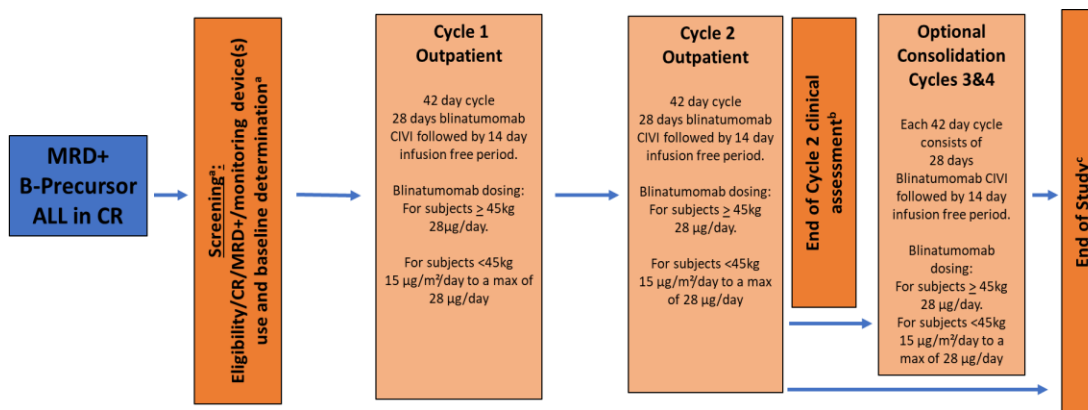 MRD+
B-Precursor
ALL in CR
Screeningᵃ:
Eligibility/CR/MRD+/monitoring device(s)
use and baseline determinationᵃ
Cycle 1
Outpatient
42 day cycle
28 days blinatumomab
CIVI followed by 14 day
infusion free period.
Blinatumomab dosing:
For subjects ≥ 45kg
28µg/day.
For subjects <45kg
15 µg/m²/day to a max of
28 µg/day
Cycle 2
Outpatient
42 day cycle
28 days blinatumomab
CIVI followed by 14 day
infusion free period.
Blinatumomab dosing:
For subjects ≥ 45kg
28 µg/day.
For subjects <45kg
15 µg/m²/day to a max
of 28 µg/day
End of Cycle 2 clinical
assessmentᵇ
Optional
Consolidation
Cycles 3&4
Each 42 day cycle
consists of
28 days
Blinatumomab CIVI
followed by 14 day
infusion free period.
Blinatumomab
dosing:
For subjects ≥ 45kg
28 µg/day.
For subjects <45kg
15 µg/m²/day to a
max of 28 µg/day
End of Studyᶜ